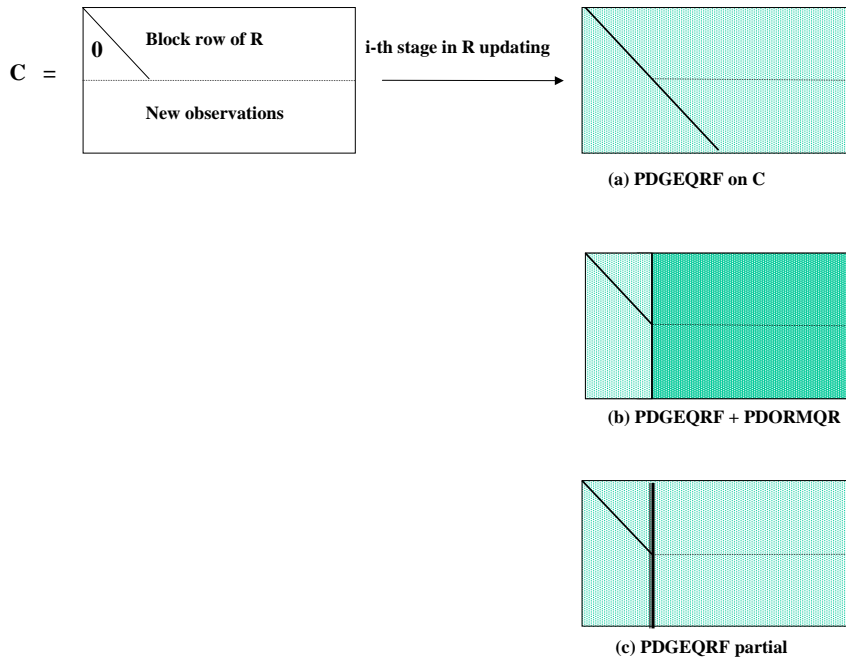 C =
0
Block row of R
New observations
i-th stage in R updating
(a) PDGEQRF on C
(b) PDGEQRF + PDORMQR
(c) PDGEQRF partial